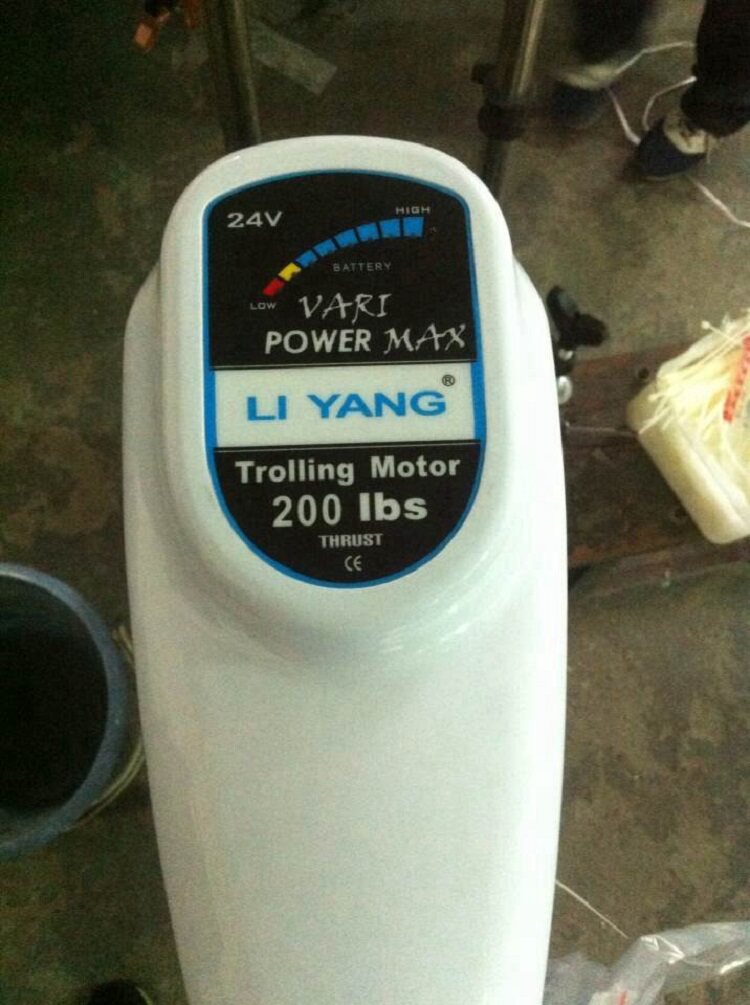 24V
HIGH
BATTERY
LOW
VARI
POWER MAX
LI YANG®
Trolling Motor
200 lbs
THRUST
CE